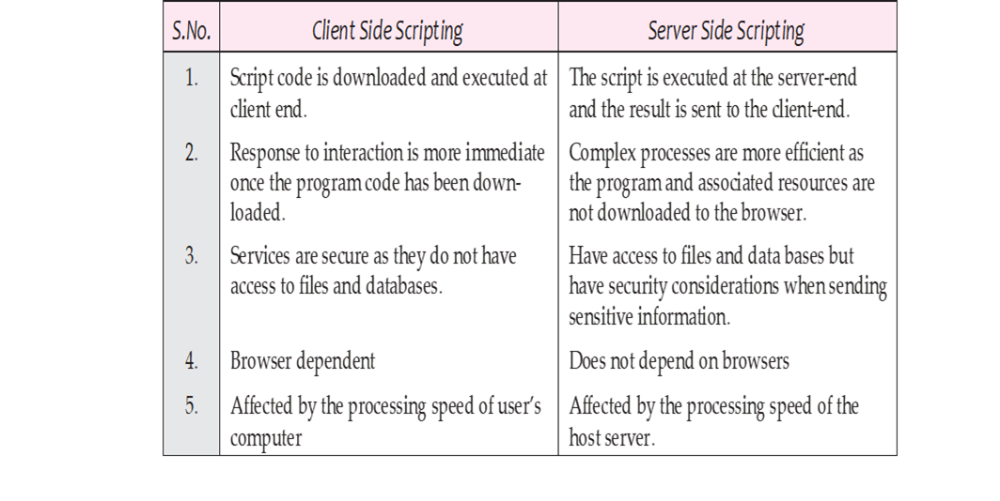 S.No. Client Side Scripting Server Side Scripting
1. Script code is downloaded and executed at The script is executed at the server-end
client end. and the result is sent to the client-end.
2. Response to interaction is more immediate Complex processes are more efficient as
once the program code has been down- the program and associated resources are
loaded. not downloaded to the browser.
3. Services are secure as they do not have Have access to files and data bases but
access to files and databases. have security considerations when sending
sensitive information.
4. Browser dependent Does not depend on browsers
5. Affected by the processing speed of user’s Affected by the processing speed of the
computer host server.